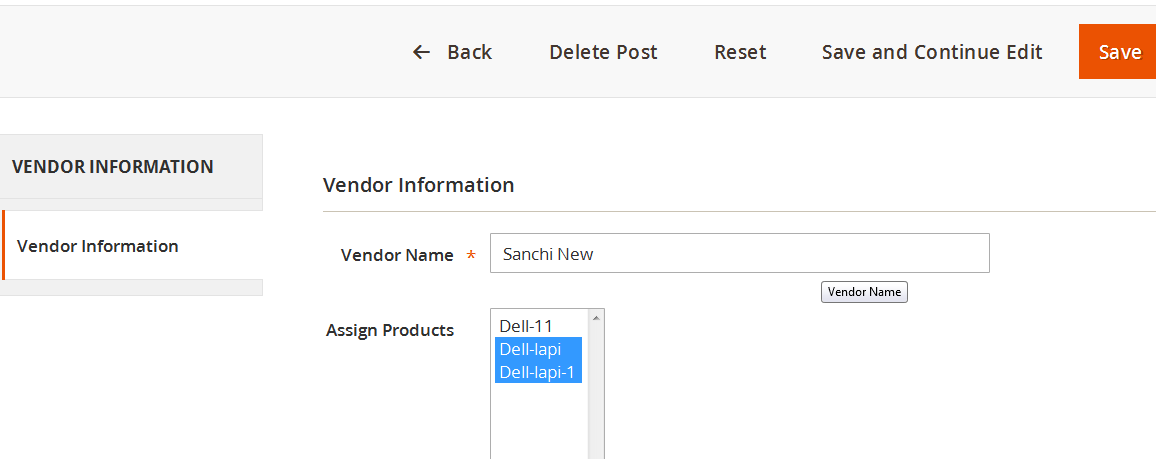 ← Back Delete Post Reset Save and Continue Edit Save
VENDOR INFORMATION
Vendor Information
Vendor Information
Vendor Name * Sanchi New
Vendor Name
Assign Products
Dell-11
Dell-lapi
Dell-lapi-1